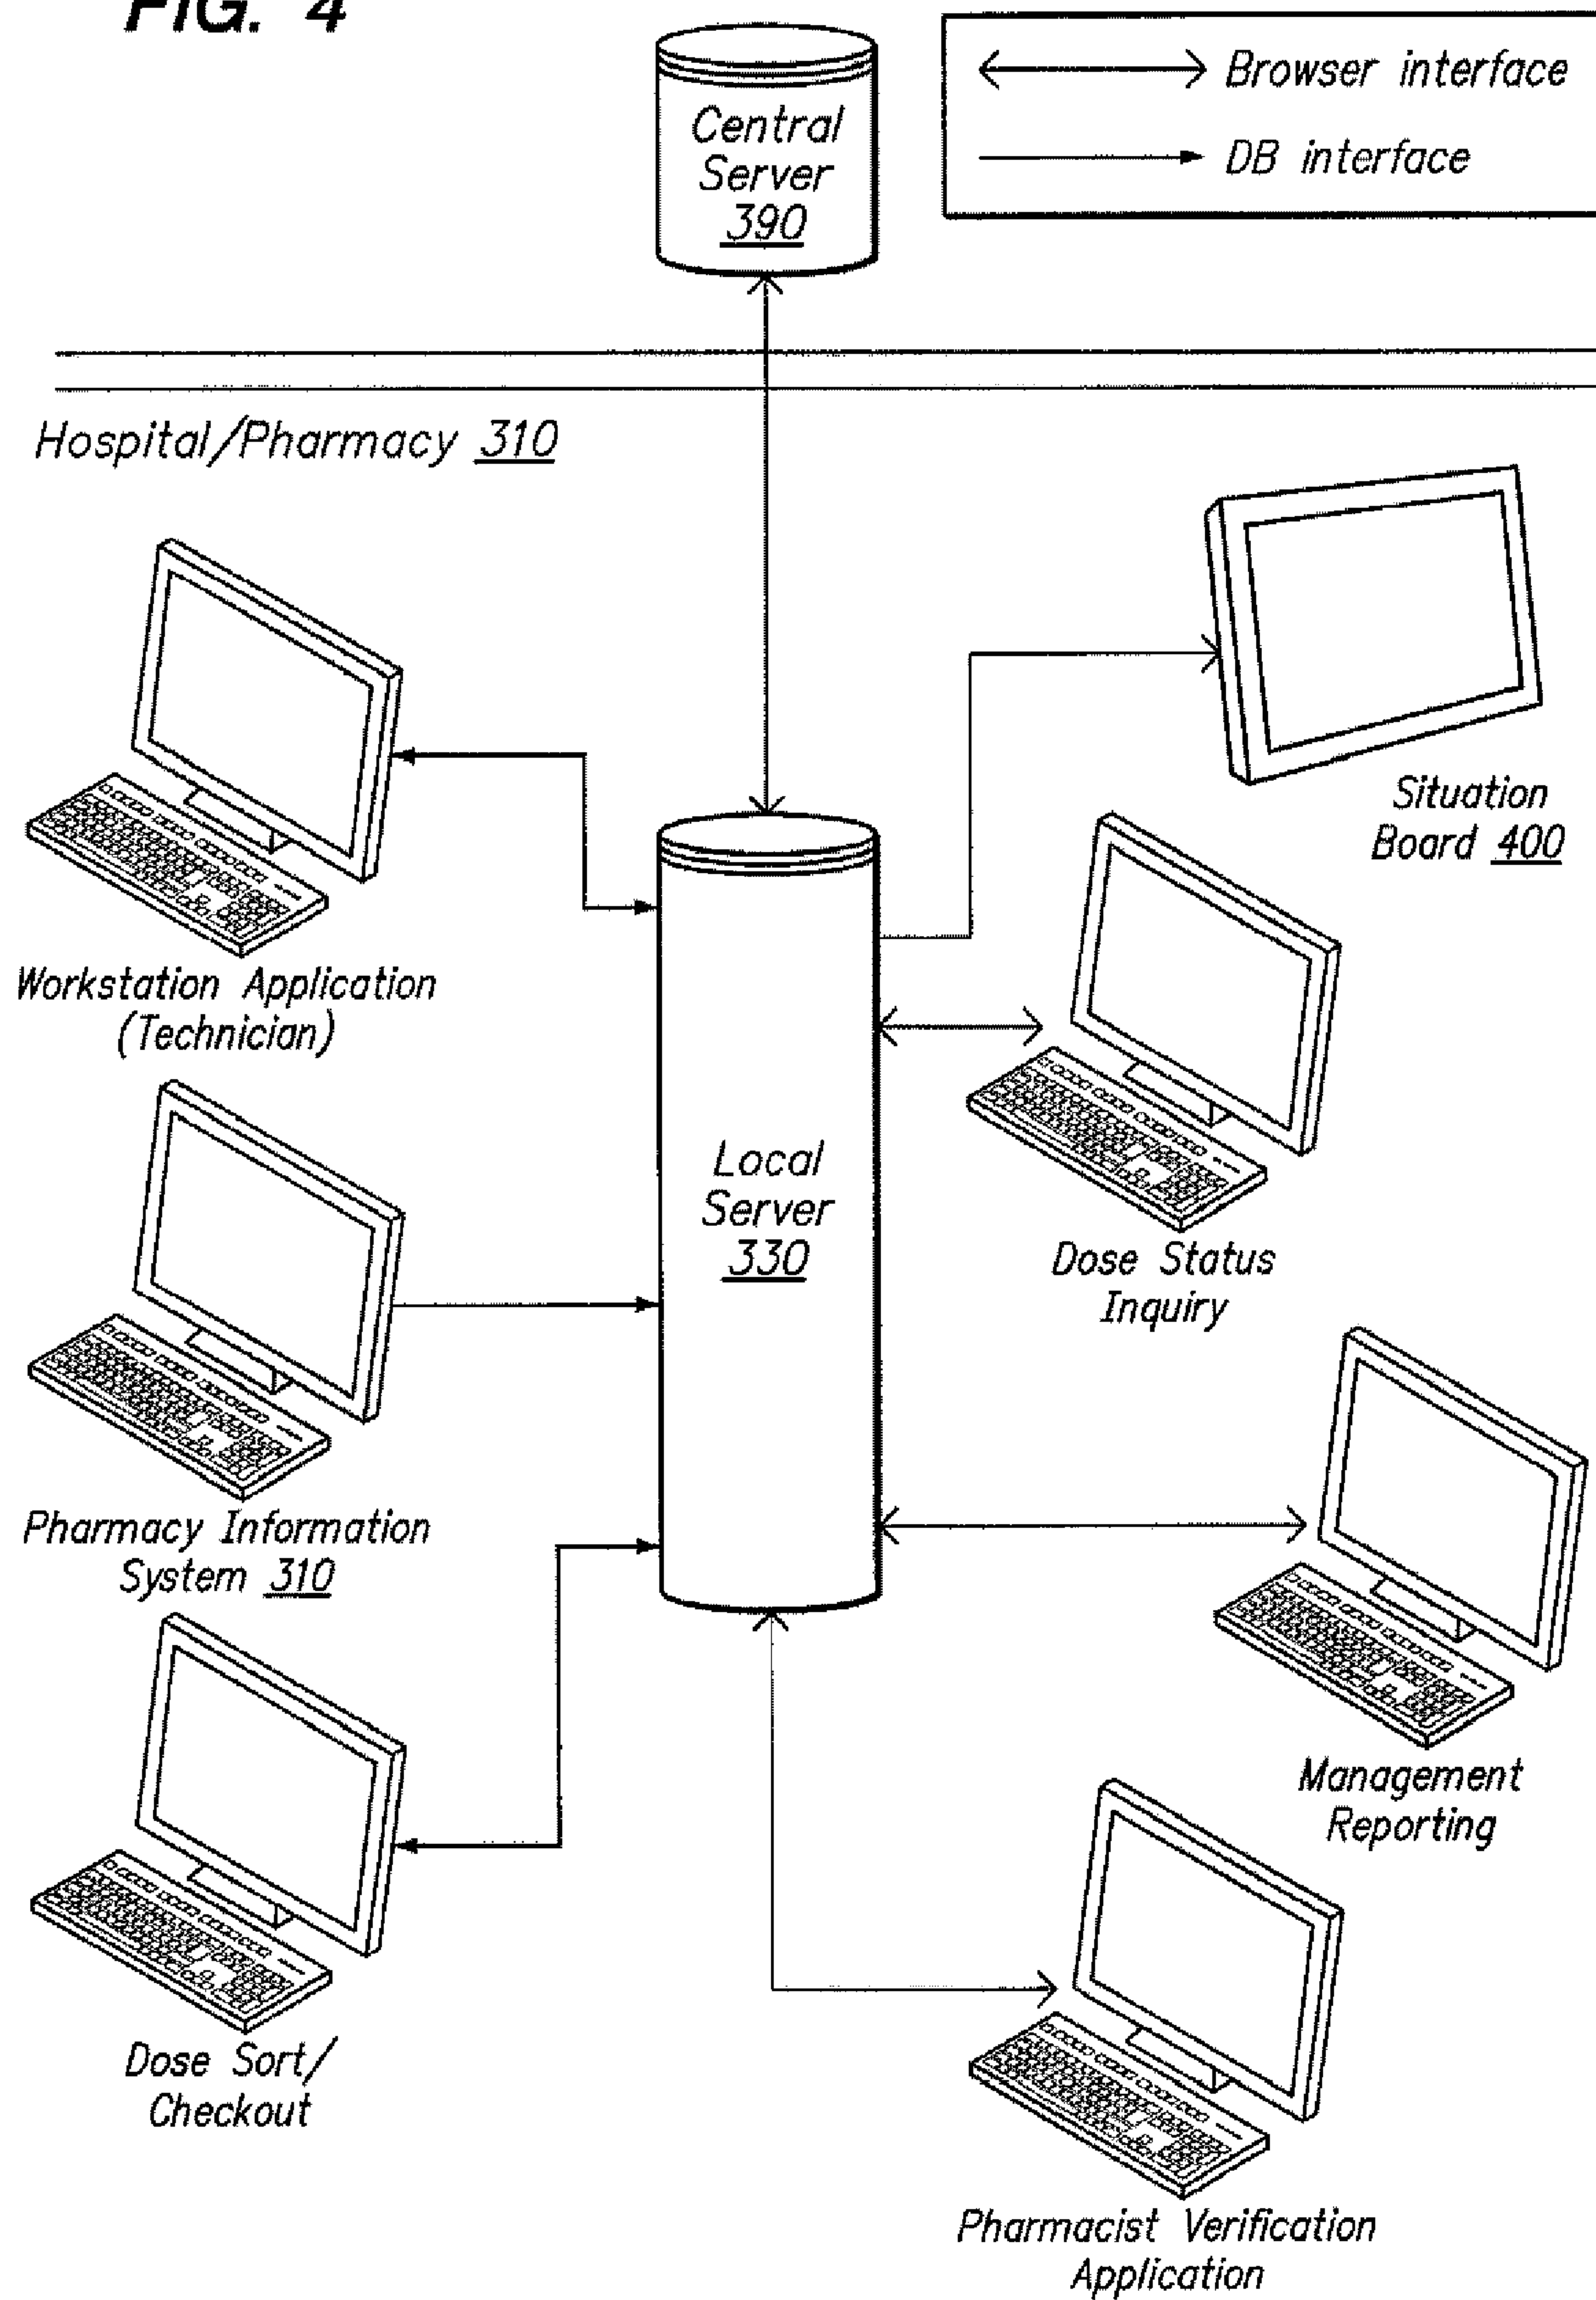 FIG. 4
Central
Server
390
Browser interface
DB interface
Hospital/Pharmacy 310
Situation
Board 400
Workstation Application
(Technician)
Local
Server
330
Dose Status
Inquiry
Pharmacy Information
System 310
Management
Reporting
Dose Sort/
Checkout
Pharmacist Verification
Application